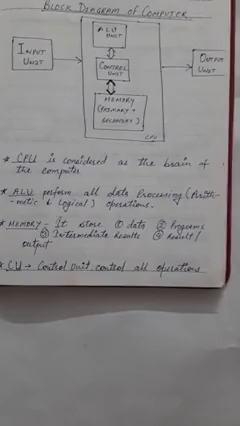 BLOCK DIAGRAM OF COMPUTER
INPUT
UNIT
ALU
UNIT
CONTROL
UNIT
MEMORY
(PRIMARY +
SECONDARY)
CPU
OUTPUT
UNIT
* CPU is considered as the brain of
the computer
* ALU perform all data Processing (Arith-
-matic & Logical) operations.
* MEMORY - It store ① data ② Programs
③ Intermediate Results ④ Result/
output
* CU → Control unit control all operations